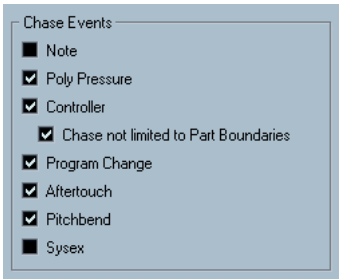 Chase Events
Note
Poly Pressure
Controller
Chase not limited to Part Boundaries
Program Change
Aftertouch
Pitchbend
Sysex